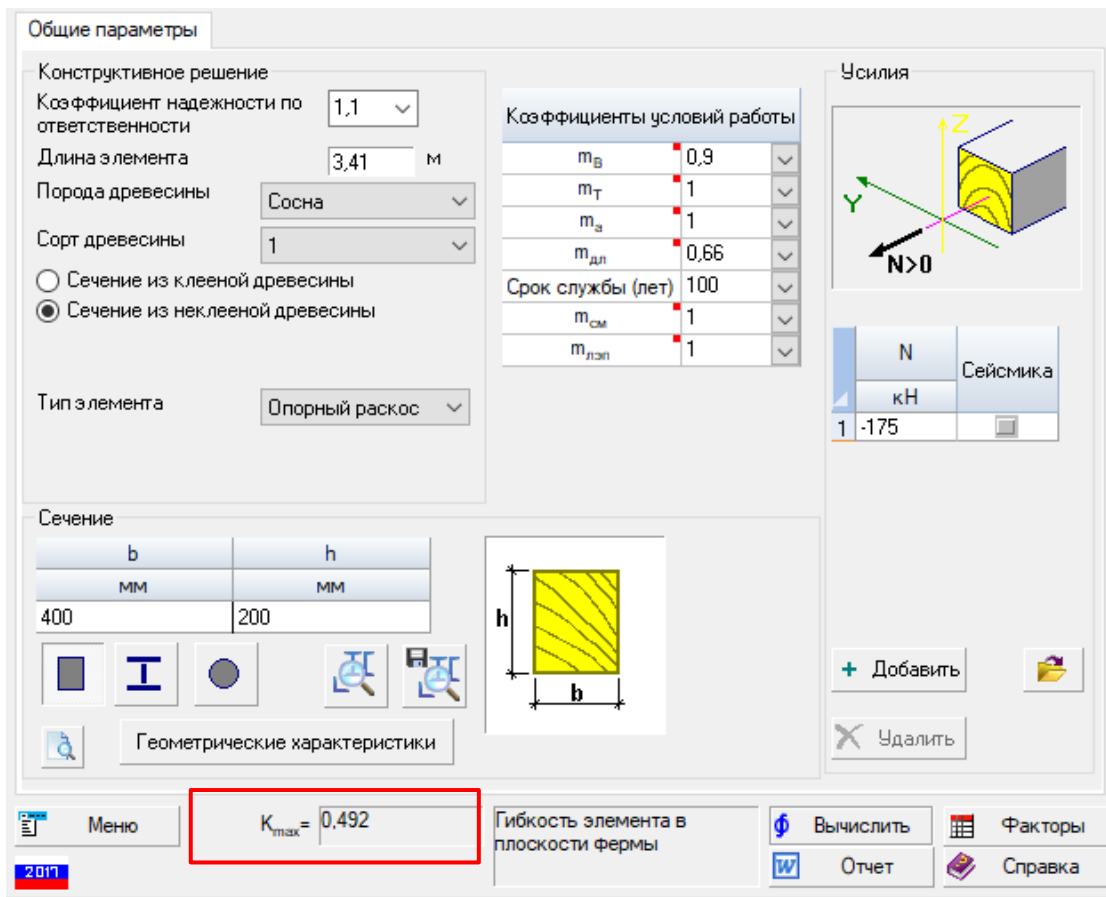 Общие параметры
Конструктивное решение
Коэффициент надежности по
ответственности
1,1
Длина элемента
3,41
м
Порода древесины
Сосна
Сорт древесины
1
Сечение из клееной древесины
Сечение из неклееной древесины
Тип элемента
Опорный раскос
Коэффициенты условий работы
mВ 0,9
mТ 1
mа 1
mдл 0,66
Срок службы (лет) 100
mсм 1
mлэп 1
Усилия
Z
Y
N>0
N
Сейсмика
кН
1 -175
Сечение
b h
мм мм
400 200
h
b
Геометрические характеристики
+ Добавить
Удалить
Меню
Kmax= 0,492
Гибкость элемента в
плоскости фермы
Вычислить
Факторы
2017
W Отчет
Справка